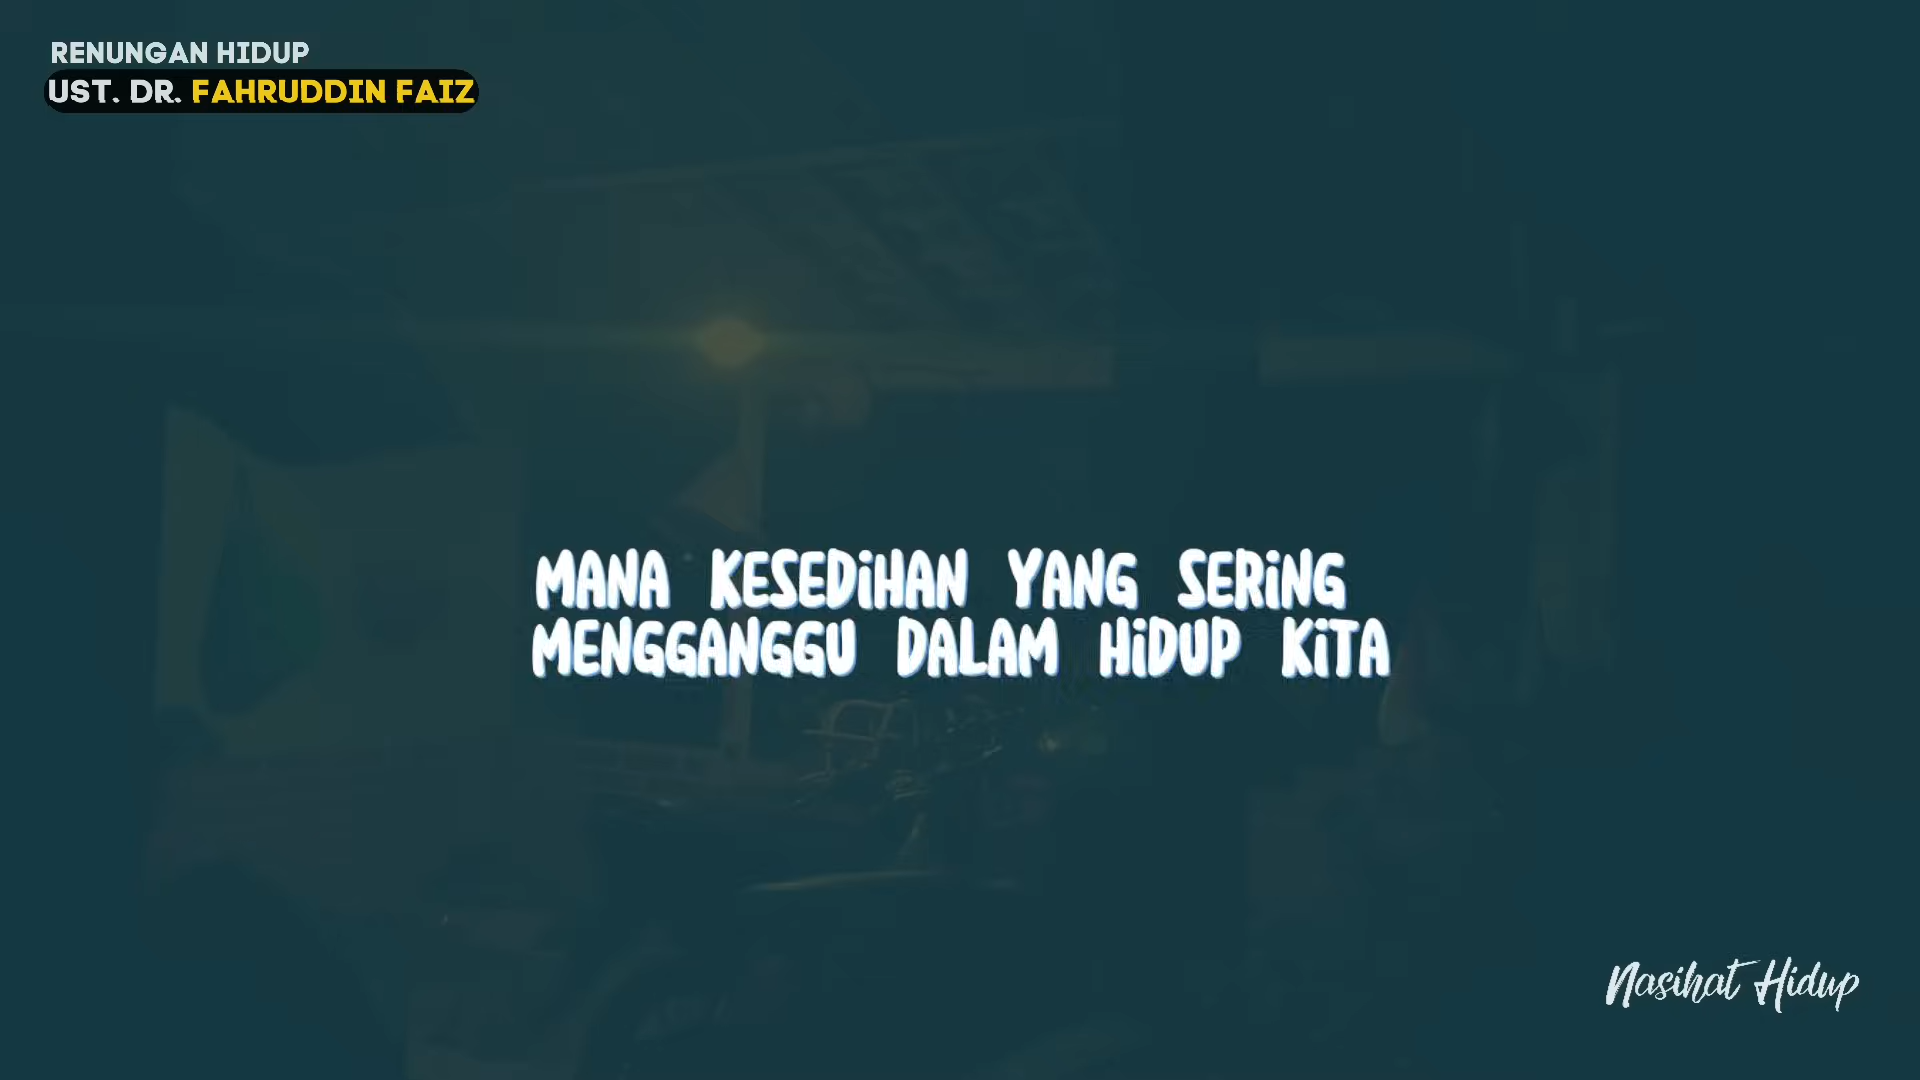 RENUNGAN HIDUP
UST. DR. FAHRUDDIN FAIZ
MANA KESEDIHAN YANG SERING
MENGGANGGU DALAM HIDUP KITA
Nasihat Hidup